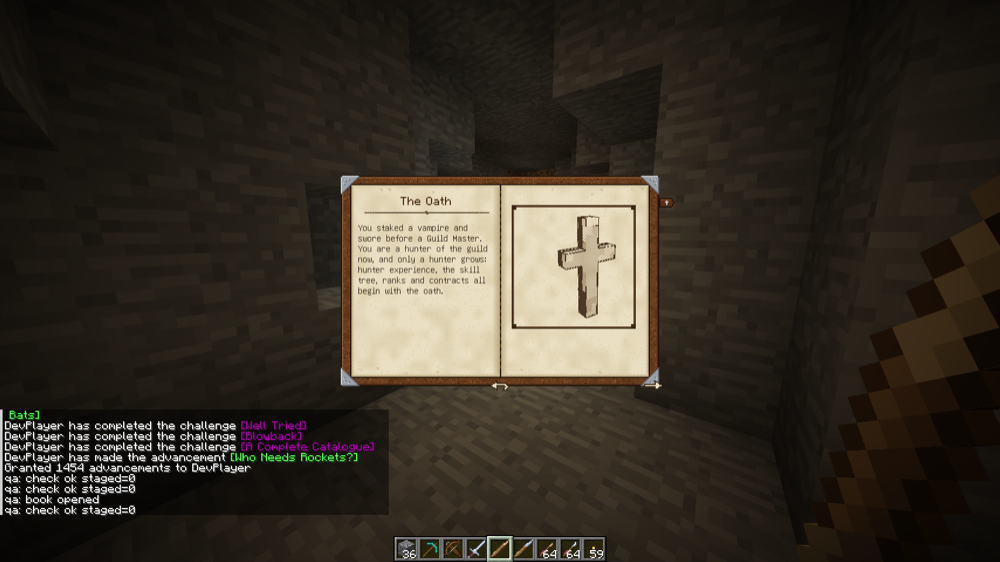 The Oath
You staked a vampire and
swore before a Guild Master.
You are a hunter of the guild
now, and only a hunter grows:
hunter experience, the skill
tree, ranks and contracts all
begin with the oath.
Bats]
DevPlayer has completed the challenge [Well Tried]
DevPlayer has completed the challenge [Blowback]
DevPlayer has completed the challenge [A Complete Catalogue]
DevPlayer has made the advancement [Who Needs Rockets?]
Granted 1454 advancements to DevPlayer
qa: check ok staged=0
qa: check ok staged=0
qa: book opened
qa: check ok staged=0
36 64 64 59